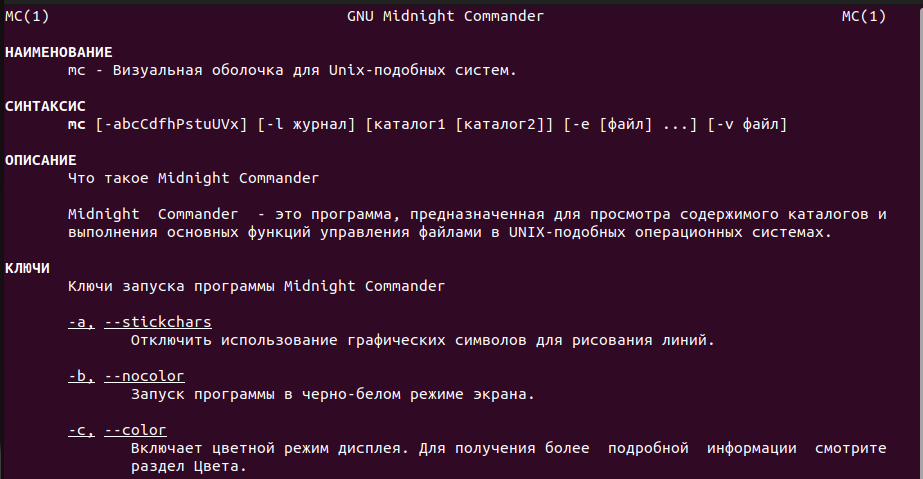 MC(1) GNU Midnight Commander MC(1)
НАИМЕНОВАНИЕ
mc - Визуальная оболочка для Unix-подобных систем.
СИНТАКСИС
mc [-abcCdfhPstuUVx] [-l журнал] [каталог1 [каталог2]] [-e [файл] ...] [-v файл]
ОПИСАНИЕ
Что такое Midnight Commander
Midnight Commander - это программа, предназначенная для просмотра содержимого каталогов и
выполнения основных функций управления файлами в UNIX-подобных операционных системах.
КЛЮЧИ
Ключи запуска программы Midnight Commander
-a, --stickchars
Отключить использование графических символов для рисования линий.
-b, --nocolor
Запуск программы в черно-белом режиме экрана.
-c, --color
Включает цветной режим дисплея. Для получения более подробной информации смотрите
раздел Цвета.